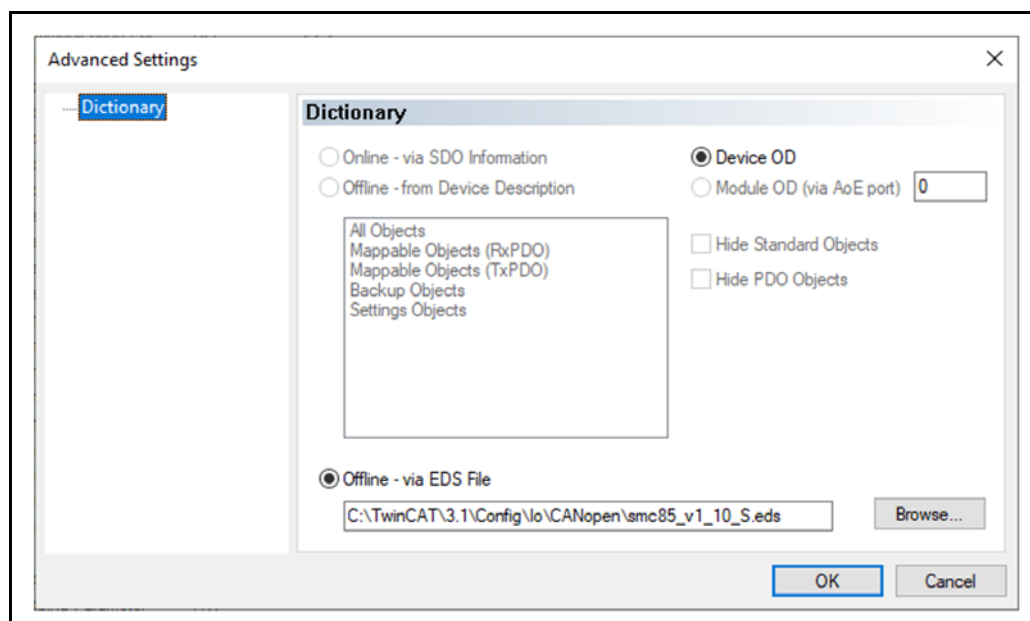 Advanced Settings
Dictionary
Dictionary
Online - via SDO Information
Device OD
Offline - from Device Description
Module OD (via AoE port) 0
All Objects
Mappable Objects (RxPDO)
Mappable Objects (TxPDO)
Backup Objects
Settings Objects
Hide Standard Objects
Hide PDO Objects
Offline - via EDS File
C:\TwinCAT\3.1\Config\Io\CANopen\smc85_v1_10_S.eds
Browse...
OK
Cancel